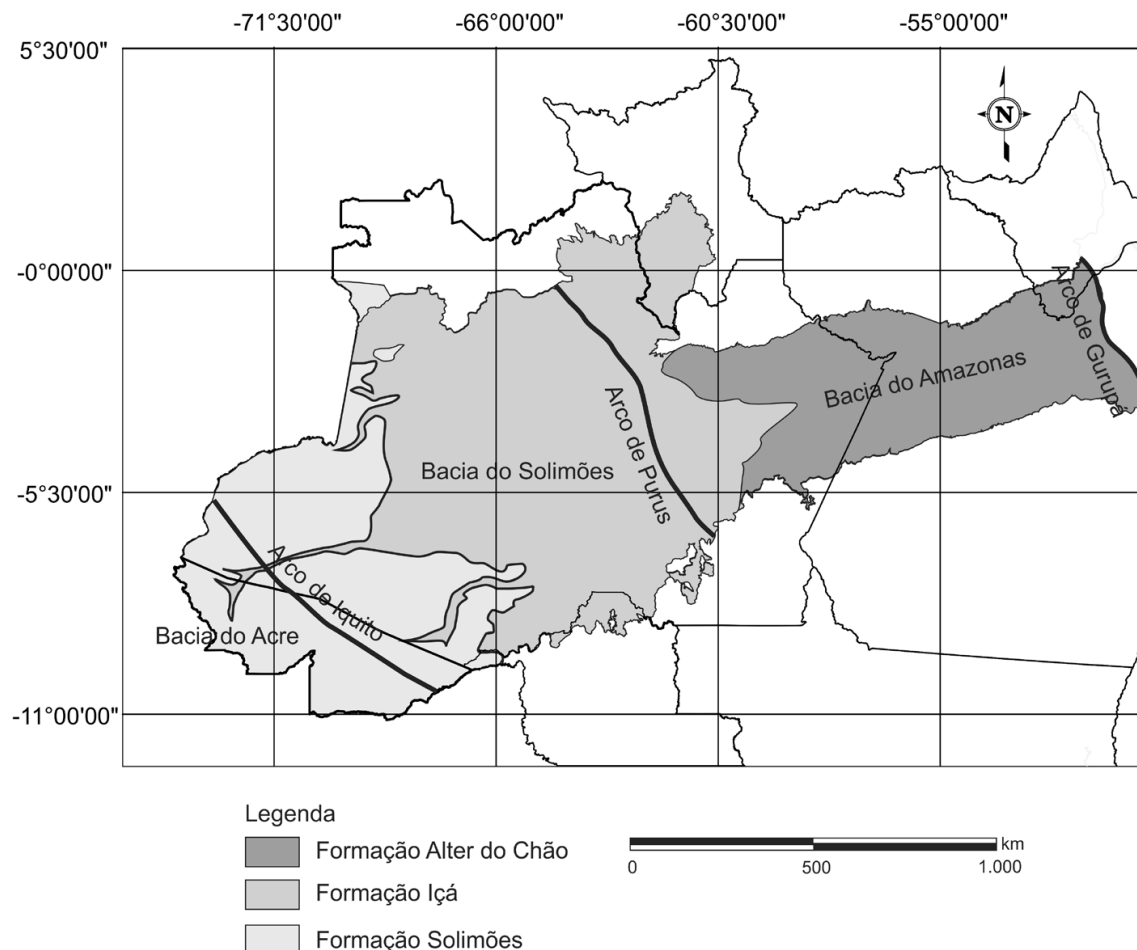 -71°3'50'00" -66°00'00" -60°30'00" -55°00'00"
5°30'00"
N
-0°00'00"
Arco de Gurupá
Bacia do Amazonas
Arco de Purus
Bacia do Solimões
-5°30'00"
Arco de Iquito
Bacia do Acre
-11°00'00"
Legenda
Formação Alter do Chão
km
0 500 1.000
Formação Içá
Formação Solimões